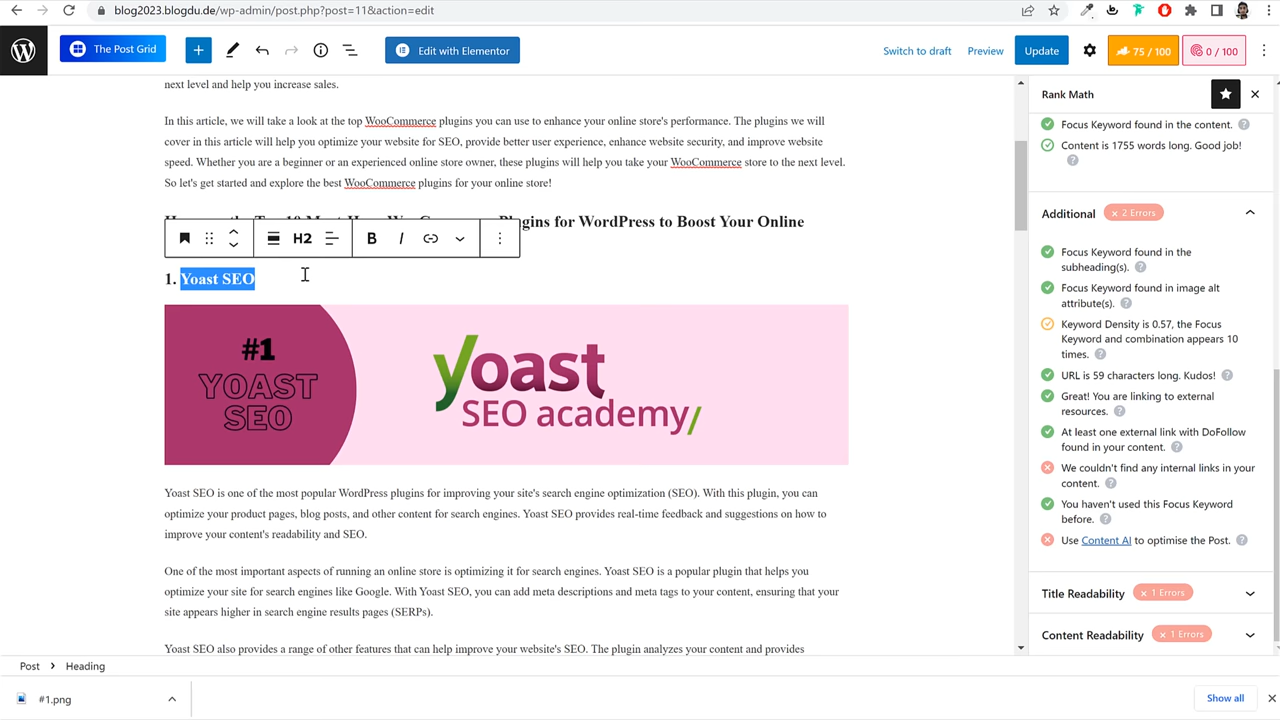 blog2023.blogdu.de/wp-admin/post.php?post=11&action=edit
The Post Grid
Edit with Elementor
Switch to draft
Preview
Update
75 / 100
0 / 100
next level and help you increase sales.
In this article, we will take a look at the top WooCommerce plugins you can use to enhance your online store's performance. The plugins we will
cover in this article will help you optimize your website for SEO, provide better user experience, enhance website security, and improve website
speed. Whether you are a beginner or an experienced online store owner, these plugins will help you take your WooCommerce store to the next level.
So let's get started and explore the best WooCommerce plugins for your online store!
Plugins for WordPress to Boost Your Online
H2 B I
1. Yoast SEO
#1
YOAST
SEO
yoast
SEO academy/
Yoast SEO is one of the most popular WordPress plugins for improving your site's search engine optimization (SEO). With this plugin, you can
optimize your product pages, blog posts, and other content for search engines. Yoast SEO provides real-time feedback and suggestions on how to
improve your content's readability and SEO.
One of the most important aspects of running an online store is optimizing it for search engines. Yoast SEO is a popular plugin that helps you
optimize your site for search engines like Google. With Yoast SEO, you can add meta descriptions and meta tags to your content, ensuring that your
site appears higher in search engine results pages (SERPs).
Yoast SEO also provides a range of other features that can help improve your website's SEO. The plugin analyzes your content and provides
Rank Math
Focus Keyword found in the content.
Content is 1755 words long. Good job!
Additional
× 2 Errors
Focus Keyword found in the
subheading(s).
Focus Keyword found in image alt
attribute(s).
Keyword Density is 0.57, the Focus
Keyword and combination appears 10
times.
URL is 59 characters long. Kudos!
Great! You are linking to external
resources.
At least one external link with DoFollow
found in your content.
We couldn't find any internal links in your
content.
You haven't used this Focus Keyword
before.
Use Content AI to optimise the Post.
Title Readability
× 1 Errors
Content Readability
× 1 Errors
Post
Heading
#1.png
Show all